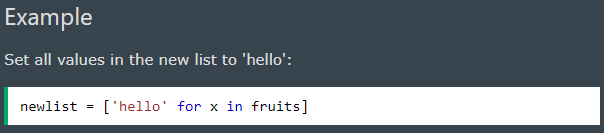 Example
Set all values in the new list to 'hello':
newlist = ['hello' for x in fruits]